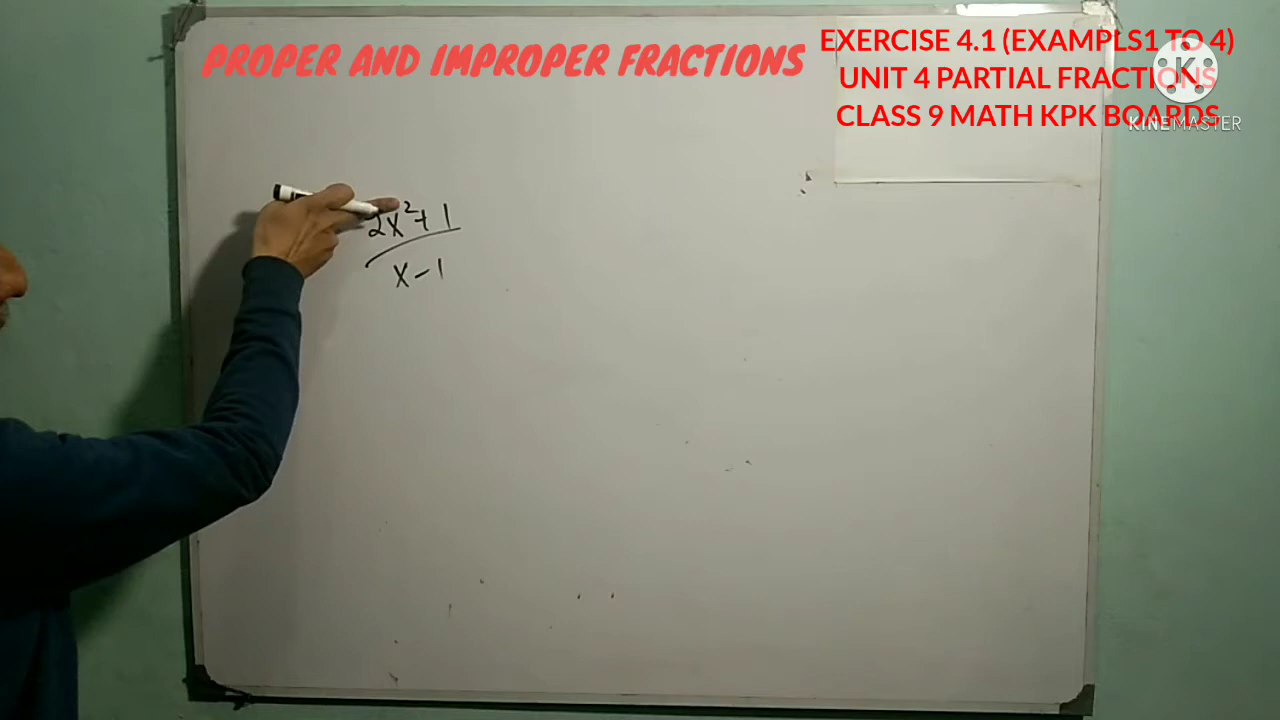 PROPER AND IMPROPER FRACTIONS
EXERCISE 4.1 (EXAMPLS1 TO 4)
UNIT 4 PARTIAL FRACTIONS
CLASS 9 MATH KPK BOARDS
K
KINEMASTER
2x²+1
x-1